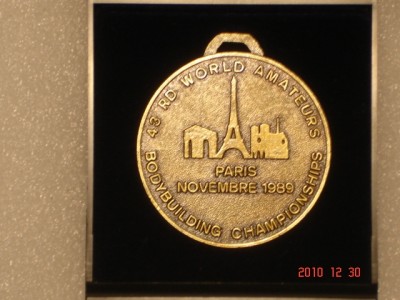 43 RD WORLD AMATEURS
PARIS
NOVEMBRE 1989
BODYBUILDING CHAMPIONSHIPS
2010 12 30